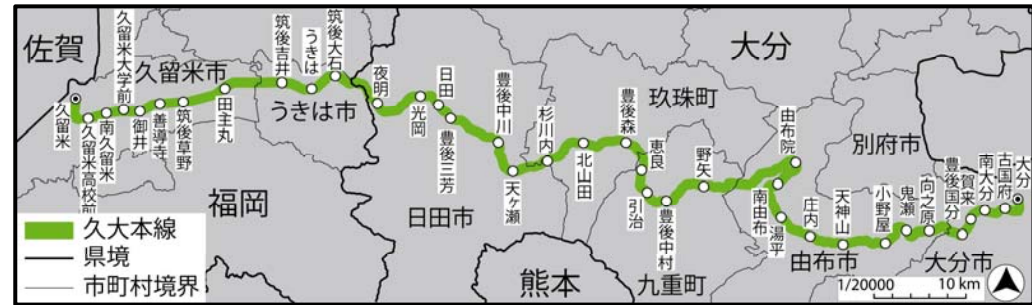 佐賀
大分
福岡
熊本
久留米市
うきは市
日田市
玖珠町
九重町
由布市
別府市
大分市
久留米
久留米高校前
南久留米
久留米大学前
御井
善導寺
筑後草野
田主丸
筑後吉井
うきは
筑後大石
夜明
光岡
日田
豊後三芳
豊後中川
天ヶ瀬
杉川内
北山田
豊後森
恵良
引治
豊後中村
野矢
由布院
南由布
湯平
庄内
天神山
小野屋
鬼瀬
向之原
豊後国分
賀来
南大分
古国府
大分
久大本線
県境
市町村境界
1/20000
10 km